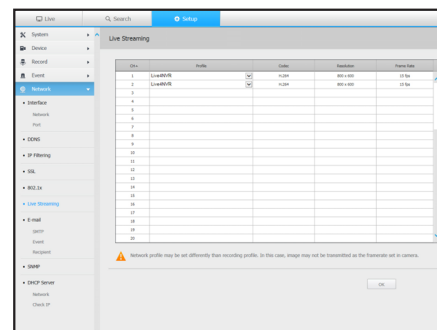 Live
Search
Setup
System
Device
Record
Event
Network
Interface
Network
Port
DDNS
IP Filtering
SSL
802.1x
Live Streaming
E-mail
SMTP
Event
Recipient
SNMP
DHCP Server
Network
Check IP
Live Streaming
CH Profile Codec Resolution Frame Rate
1 Live4NVR H.264 800 x 600 15 fps
2 Live4NVR H.264 800 x 600 15 fps
3
4
5
6
7
8
9
10
11
12
13
14
15
16
17
18
19
20
Network profile may be set differently than recording profile. In this case, image may not be transmitted as the framerate set in camera.
OK